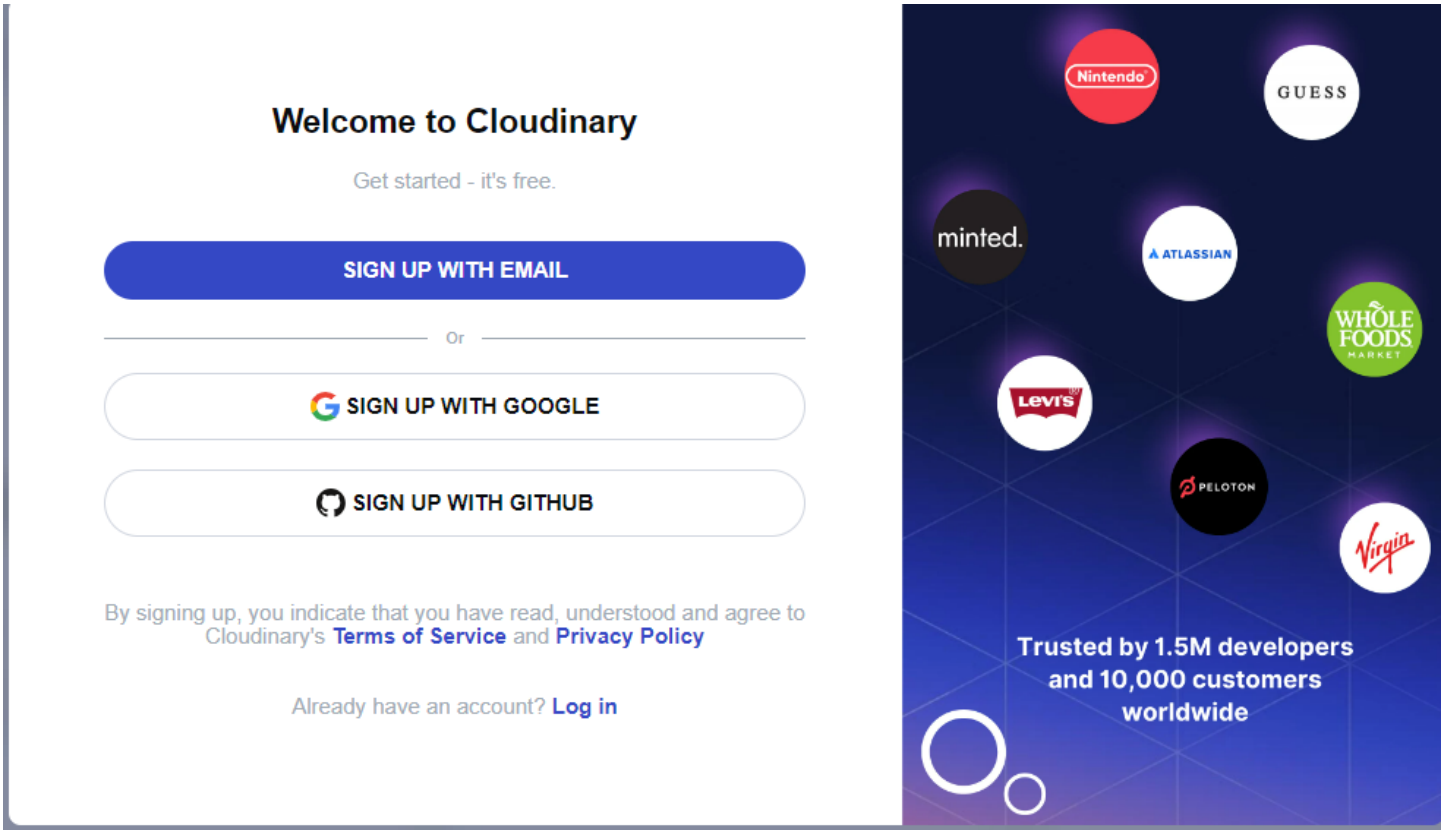 Welcome to Cloudinary
Get started - it's free.
SIGN UP WITH EMAIL
Or
SIGN UP WITH GOOGLE
SIGN UP WITH GITHUB
By signing up, you indicate that you have read, understood and agree to
Cloudinary's Terms of Service and Privacy Policy
Already have an account? Log in
Nintendo®
GUESS
minted.
ATLASSIAN
WHOLE
FOODS
MARKET
LEVI'S®
PELOTON
Virgin
Trusted by 1.5M developers
and 10,000 customers
worldwide